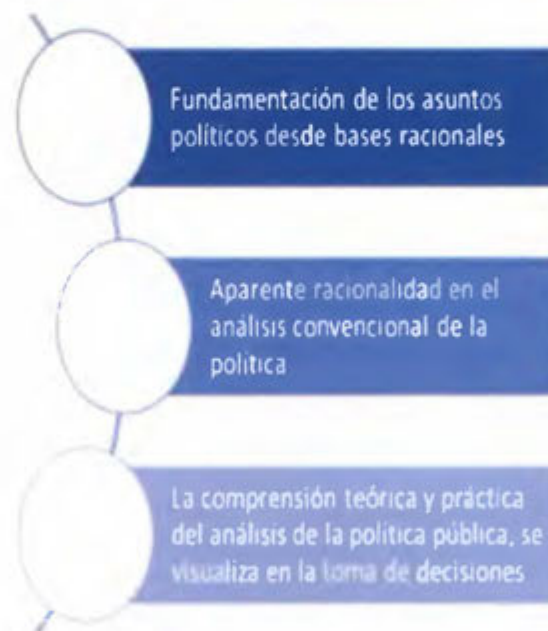 Fundamentación de los asuntos
políticos desde bases racionales
Aparente racionalidad en el
análisis convencional de la
política
La comprensión teórica y práctica
del análisis de la política pública, se
visualiza en la toma de decisiones